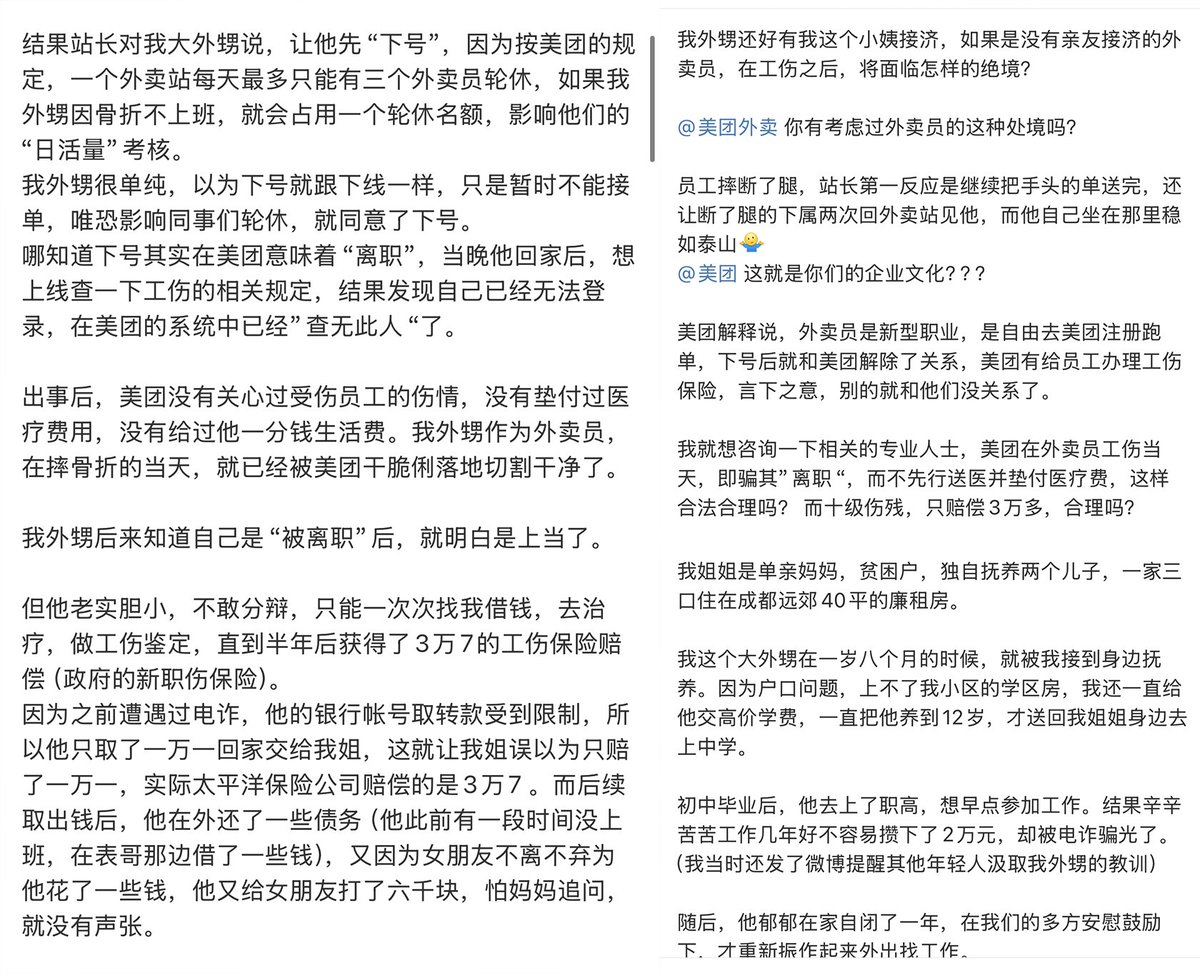 结果站长对我大外甥说，让他先“下号”，因为按美团的规
定，一个外卖站每天最多只能有三个外卖员轮休，如果我
外甥因骨折不上班，就会占用一个轮休名额，影响他们的
“日活量”考核。
我外甥很单纯，以为下号就跟下线一样，只是暂时不能接
单，唯恐影响同事们轮休，就同意了下号。
哪知道下号其实在美团意味着“离职”，当晚他回家后，想
上线查一下工伤的相关规定，结果发现自己已经无法登
录，在美团的系统中已经”查无此人“了。
出事后，美团没有关心过受伤员工的伤情，没有垫付过医
疗费用，没有给过他一分钱生活费。我外甥作为外卖员，
在摔骨折的当天，就已经被美团干脆俐落地切割干净了。
我外甥后来知道自己是“被离职”后，就明白是上当了。
但他老实胆小，不敢分辩，只能一次次找我借钱，去治
疗，做工伤鉴定，直到半年后获得了3万7的工伤保险赔
偿（政府的新职伤保险）。
因为之前遭遇过电诈，他的银行帐号取转款受到限制，所
以他只取了一万一回家交给我姐，这就让我姐误以为只赔
了一万一，实际太平洋保险公司赔偿的是3万7。而后续
取出钱后，他在外还了一些债务（他此前有一段时间没上
班，在表哥那边借了一些钱），又因为女朋友不离不弃为
他花了一些钱，他又给女朋友打了六千块，怕妈妈追问，
就没有声张。
我外甥还好有我这个小姨接济，如果是没有亲友接济的外
卖员，在工伤之后，将面临怎样的绝境？
@美团外卖 你有考虑过外卖员的这种处境吗？
员工摔断了腿，站长第一反应是继续把手头的单送完，还
让断了腿的下属两次回外卖站见他，而他自己坐在那里稳
如泰山🤷
@美团 这就是你们的企业文化？？？
美团解释说，外卖员是新型职业，是自由去美团注册跑
单，下号后就和美团解除了关系，美团有给员工办理工伤
保险，言下之意，别的就和他们没关系了。
我就想咨询一下相关的专业人士，美团在外卖员工伤当
天，即骗其”离职“，而不先行送医并垫付医疗费，这样
合法合理吗？ 而十级伤残，只赔偿3万多，合理吗？
我姐姐是单亲妈妈，贫困户，独自抚养两个儿子，一家三
口住在成都远郊40平的廉租房。
我这个大外甥在一岁八个月的时候，就被我接到身边抚
养。因为户口问题，上不了我小区的学区房，我还一直给
他交高价学费，一直把他养到12岁，才送回我姐姐身边去
上中学。
初中毕业后，他去上了职高，想早点参加工作。结果辛辛
苦苦工作几年好不容易攒下了2万元，却被电诈骗光了。
（我当时还发了微博提醒其他年轻人汲取我外甥的教训）
随后，他郁郁在家自闭了一年，在我们的多方安慰鼓励
下，才重新振作起来外出找工作。